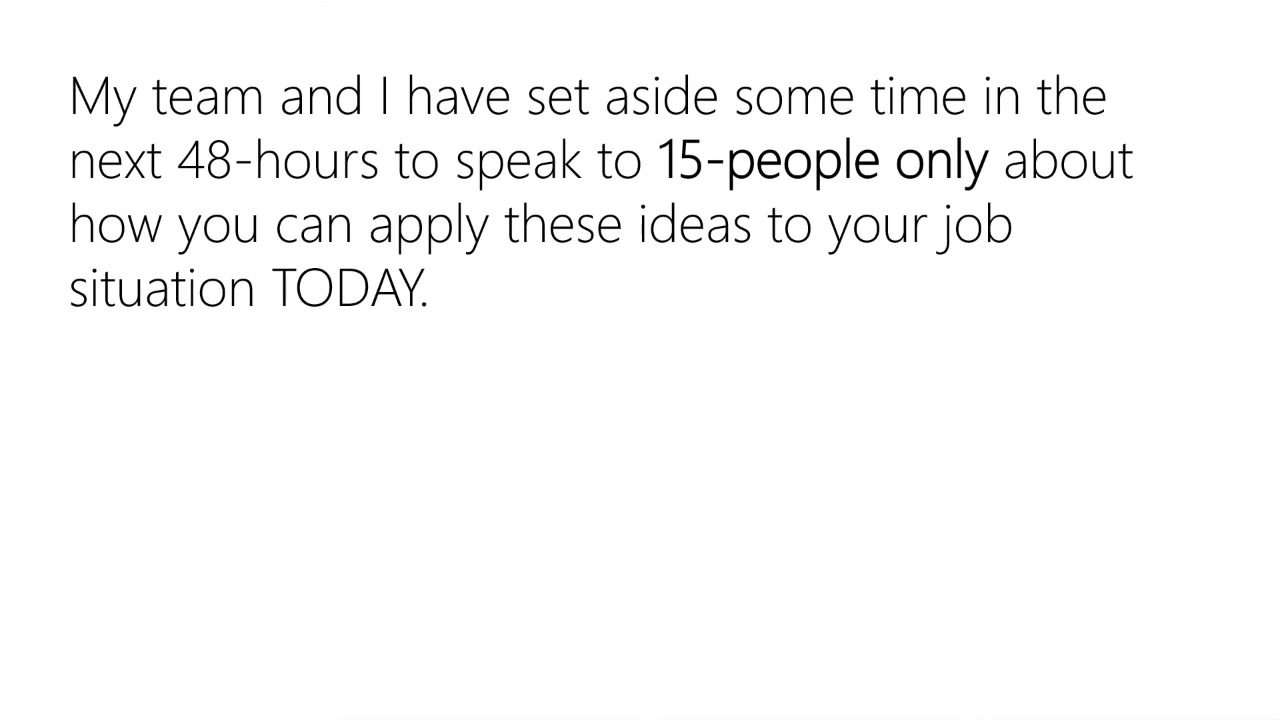 My team and I have set aside some time in the
next 48-hours to speak to 15-people only about
how you can apply these ideas to your job
situation TODAY.